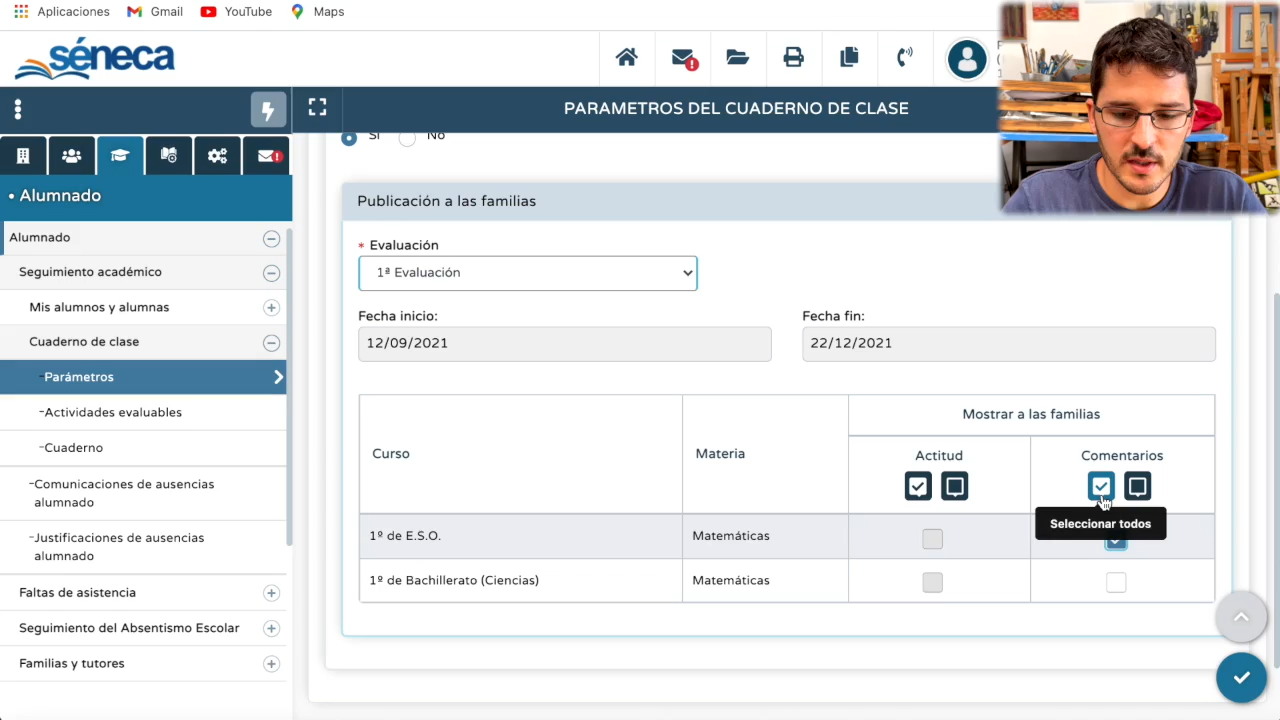 Aplicaciones
Gmail
YouTube
Maps
séneca
PARAMETROS DEL CUADERNO DE CLASE
Sí
No
• Alumnado
Alumnado
Seguimiento académico
Mis alumnos y alumnas
Cuaderno de clase
-Parámetros
-Actividades evaluables
-Cuaderno
-Comunicaciones de ausencias
alumnado
-Justificaciones de ausencias
alumnado
Faltas de asistencia
Seguimiento del Absentismo Escolar
Familias y tutores
Publicación a las familias
* Evaluación
1ª Evaluación
Fecha inicio:
Fecha fin:
12/09/2021
22/12/2021
Curso
Materia
Mostrar a las familias
Actitud
Comentarios
Seleccionar todos
1º de E.S.O.
Matemáticas
1º de Bachillerato (Ciencias)
Matemáticas